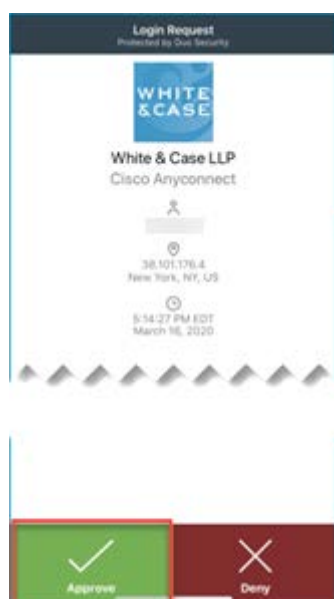 Login Request
Protected by Duo Security
WHITE
&CASE
White & Case LLP
Cisco Anyconnect
38.101.176.4
New York, NY, US
5:14:27 PM EDT
March 16, 2020
Approve
Deny